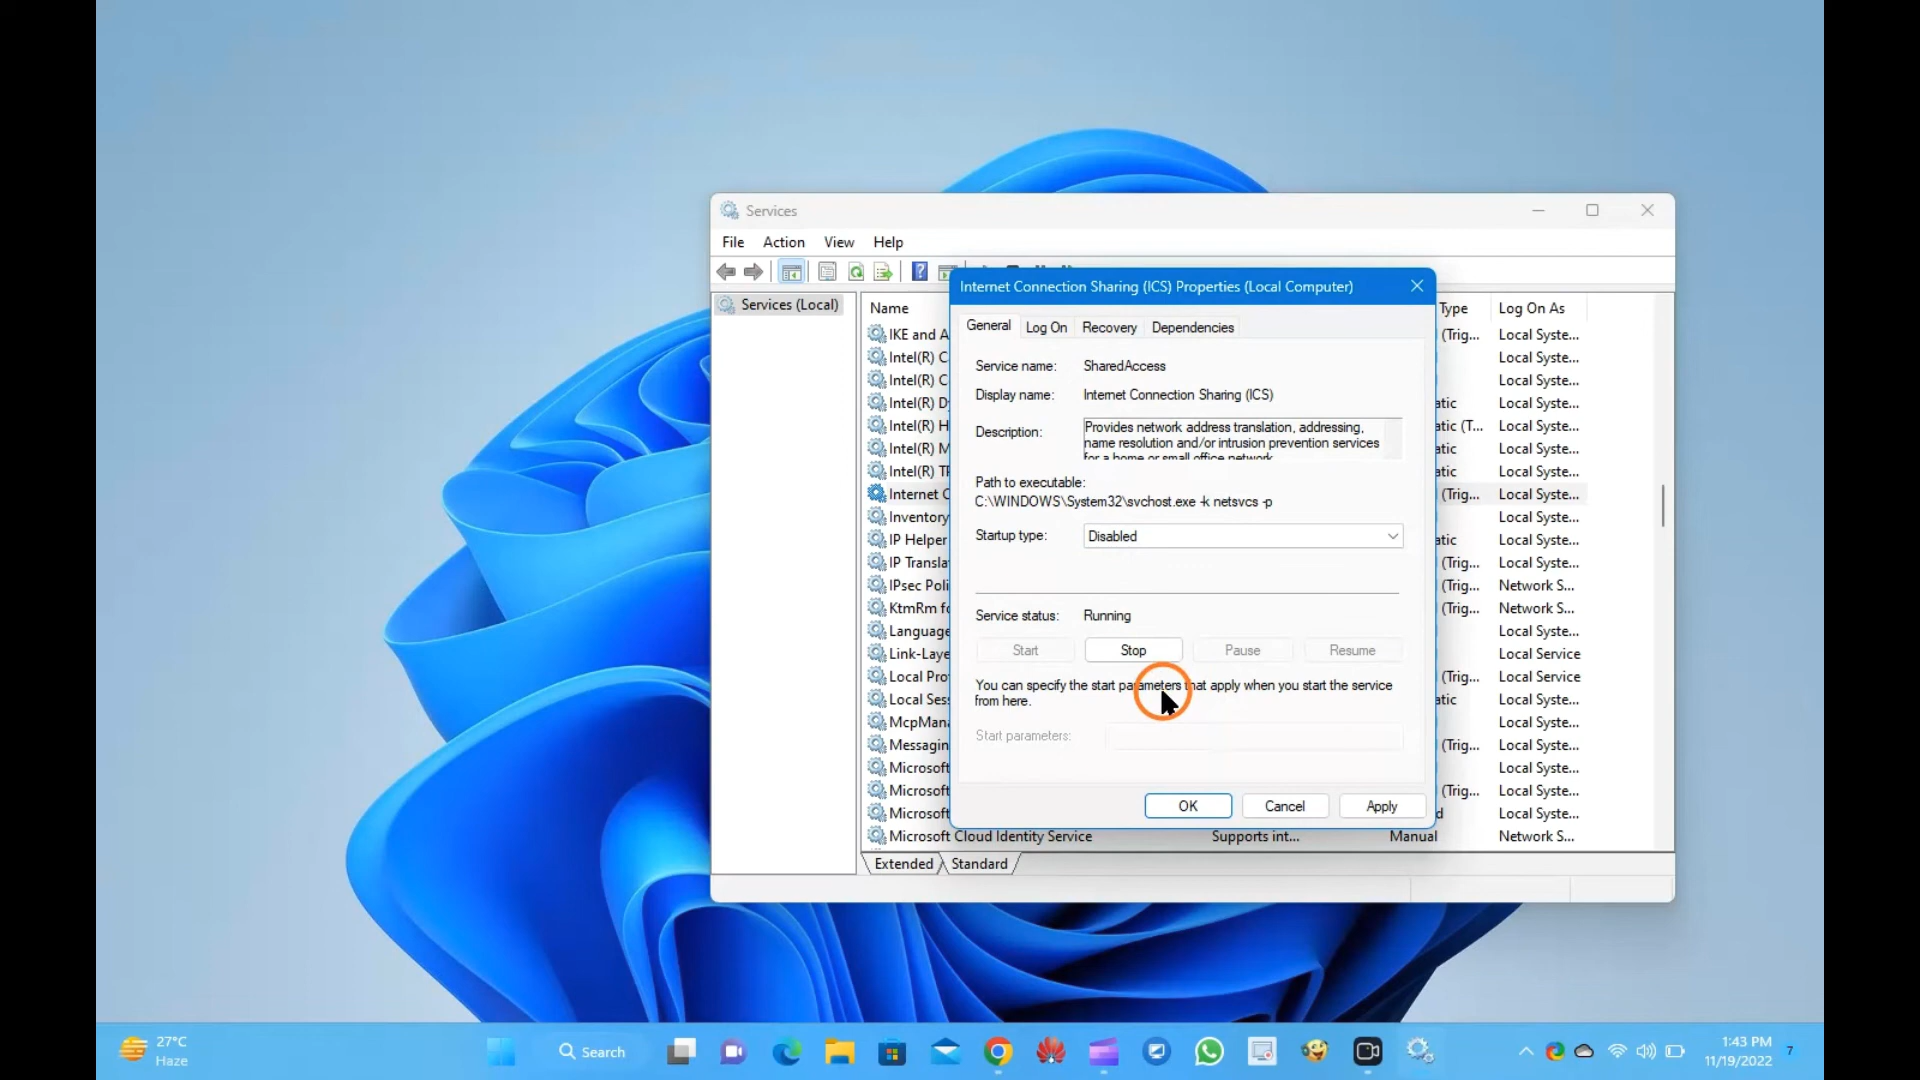 Services
File Action View Help
Internet Connection Sharing (ICS) Properties (Local Computer)
General Log On Recovery Dependencies
Service name: SharedAccess
Display name: Internet Connection Sharing (ICS)
Description: Provides network address translation, addressing,
name resolution and/or intrusion prevention services
for a home or small office network.
Path to executable:
C:\WINDOWS\System32\svchost.exe -k netsvcs -p
Startup type: Disabled
Service status: Running
Start Stop Pause Resume
You can specify the start parameters that apply when you start the service
from here.
Start parameters:
OK Cancel Apply
Services (Local)
Name Type Log On As
IKE and A (Trig... Local Syste...
Intel(R) C Local Syste...
Intel(R) C Local Syste...
Intel(R) Dy atic Local Syste...
Intel(R) H atic (T... Local Syste...
Intel(R) M atic Local Syste...
Intel(R) TP atic Local Syste...
Internet C (Trig... Local Syste...
Inventory Local Syste...
IP Helper atic Local Syste...
IP Transla (Trig... Local Syste...
IPsec Poli (Trig... Network S...
KtmRm fo (Trig... Network S...
Language Local Syste...
Link-Laye Local Service
Local Pro (Trig... Local Service
Local Ses atic Local Syste...
McpMana Local Syste...
Messagin (Trig... Local Syste...
Microsoft Local Syste...
Microsoft (Trig... Local Syste...
Microsoft d Local Syste...
Microsoft Cloud Identity Service Supports int... Manual Network S...
Extended Standard
27°C
Haze
Search
1:43 PM
11/19/2022
7